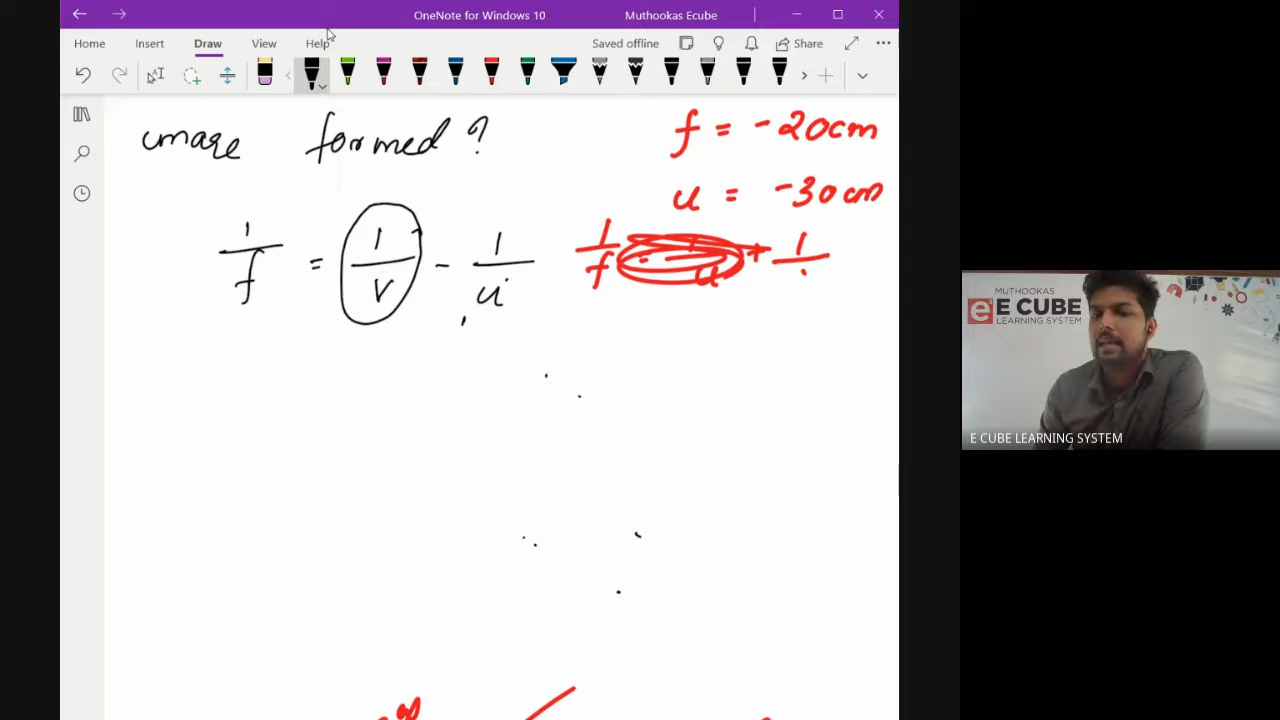 OneNote for Windows 10
Muthookas Ecube
Home Insert Draw View Help
Saved offline
Share
ımaɢe formed ?
f = -20cm
u = -30cm
1/f = 1/v - 1/u
1/f + 1/
MUTHOOKAS
e E CUBE
LEARNING SYSTEM
E CUBE LEARNING SYSTEM